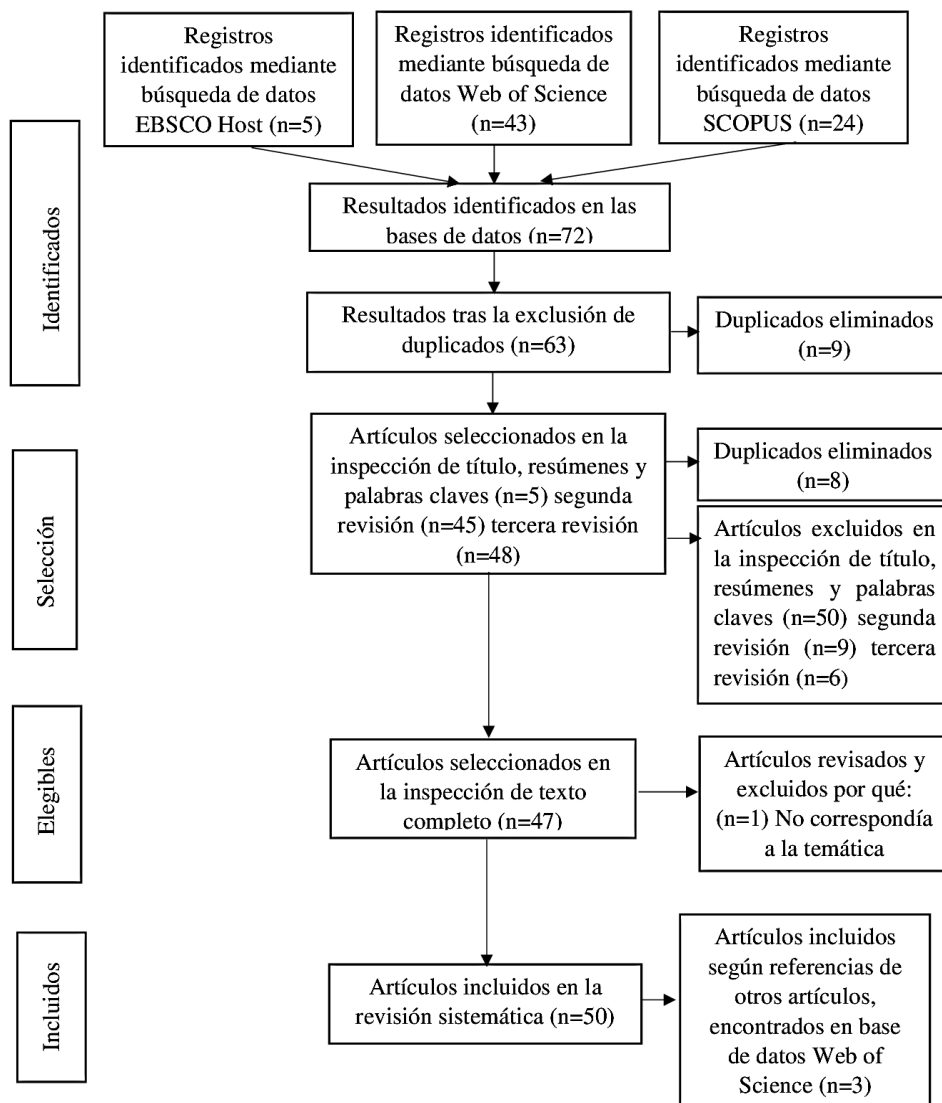 Registros
identificados mediante
búsqueda de datos
EBSCO Host (n=5)
Registros identificados
mediante búsqueda de
datos Web of Science
(n=43)
Registros
identificados mediante
búsqueda de datos
SCOPUS (n=24)
Identificados
Resultados identificados en las
bases de datos (n=72)
Resultados tras la exclusión de
duplicados (n=63)
Duplicados eliminados
(n=9)
Selección
Artículos seleccionados en la
inspección de título, resúmenes y
palabras claves (n=5) segunda
revisión (n=45) tercera revisión
(n=48)
Duplicados eliminados
(n=8)
Artículos excluidos en
la inspección de título,
resúmenes y palabras
claves (n=50) segunda
revisión (n=9) tercera
revisión (n=6)
Elegibles
Artículos seleccionados en
la inspección de texto
completo (n=47)
Artículos revisados y
excluidos por qué:
(n=1) No correspondía
a la temática
Incluidos
Artículos incluidos en la
revisión sistemática (n=50)
Artículos incluidos
según referencias de
otros artículos,
encontrados en base
de datos Web of
Science (n=3)